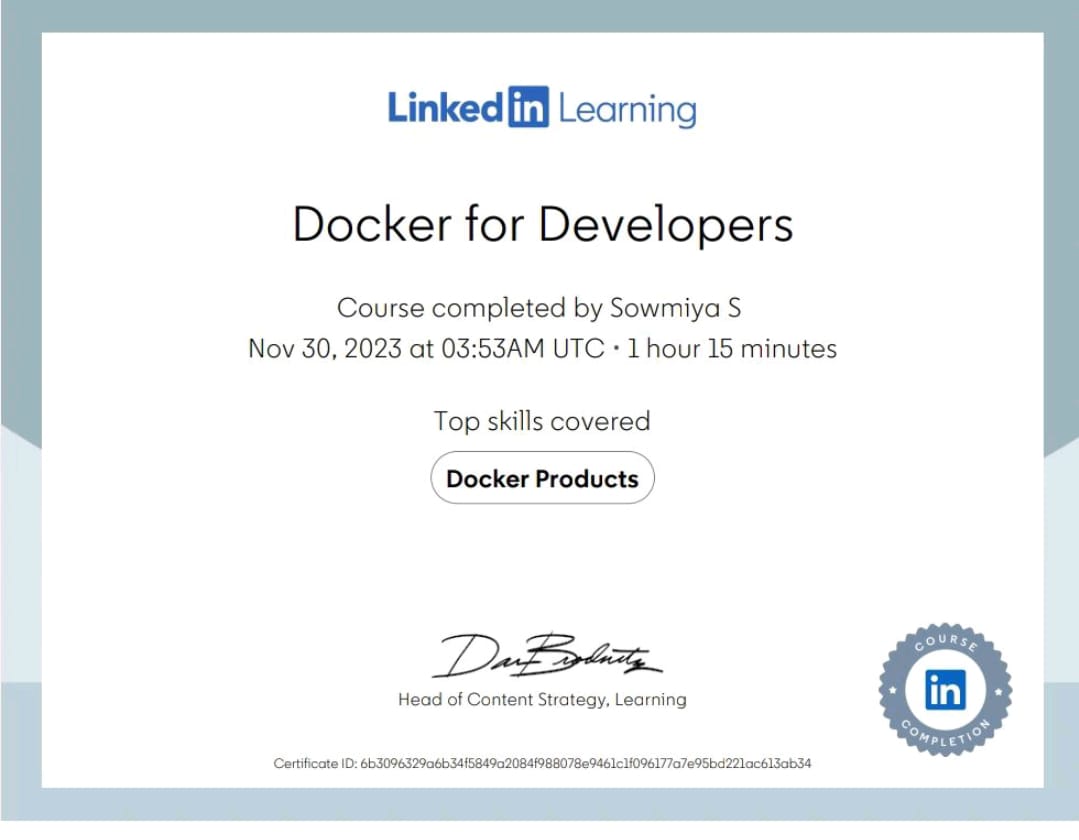 Linked in Learning
Docker for Developers
Course completed by Sowmiya S
Nov 30, 2023 at 03:53AM UTC • 1 hour 15 minutes
Top skills covered
Docker Products
Dan Brodnitz
Head of Content Strategy, Learning
COURSE
in
COMPLETION
Certificate ID: 6b3096329a6b34f5849a2084f988078e9461c1f096177a7e95bd221ac613ab34